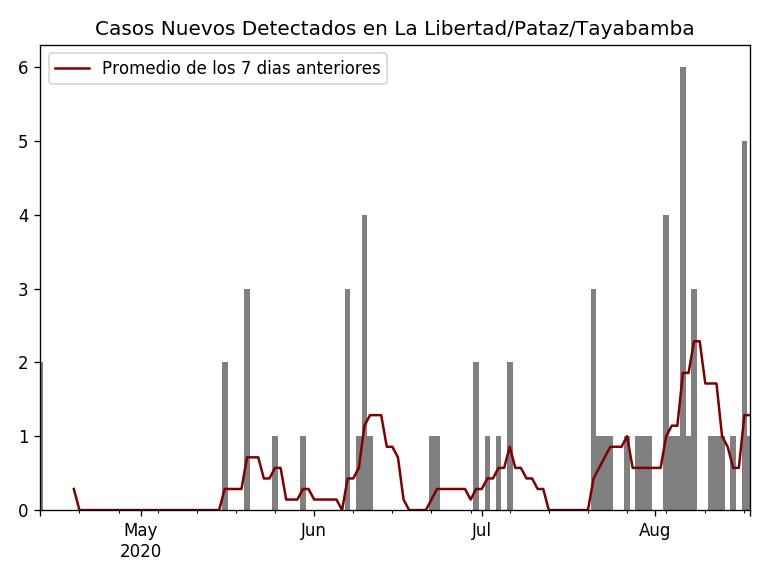 Casos Nuevos Detectados en La Libertad/Pataz/Tayabamba
Promedio de los 7 dias anteriores
6
5
4
3
2
1
0
May Jun Jul Aug
2020